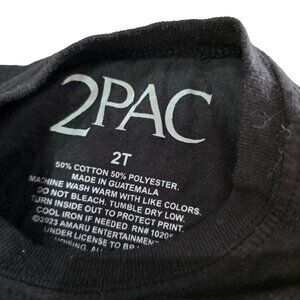 2PAC
2T
50% COTTON 50% POLYESTER.
MADE IN GUATEMALA
MACHINE WASH WARM WITH LIKE COLORS.
DO NOT BLEACH. TUMBLE DRY LOW.
TURN INSIDE OUT TO PROTECT PRINT.
COOL IRON IF NEEDED RN#
©2023 AMARU ENTERTAINMENT
UNDER LICENSE TO